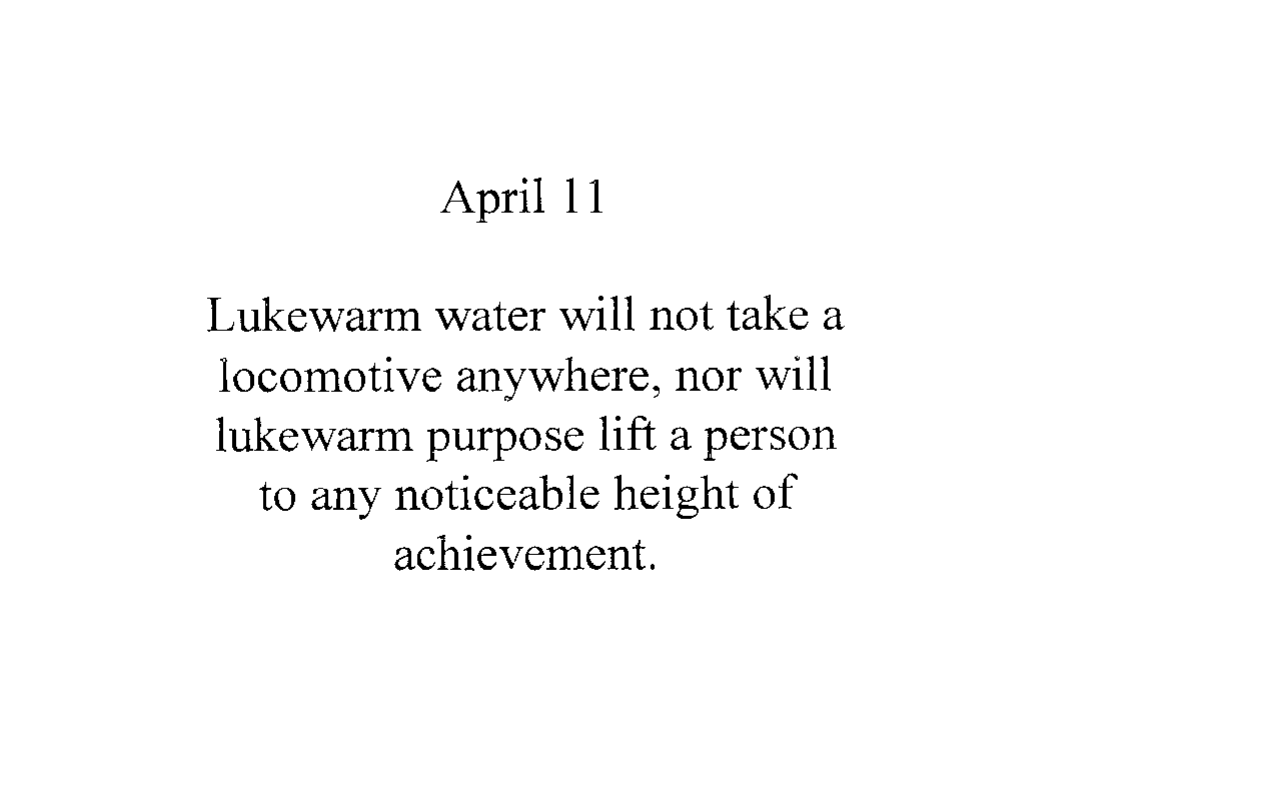 April 11
Lukewarm water will not take a
locomotive anywhere, nor will
lukewarm purpose lift a person
to any noticeable height of
achievement.